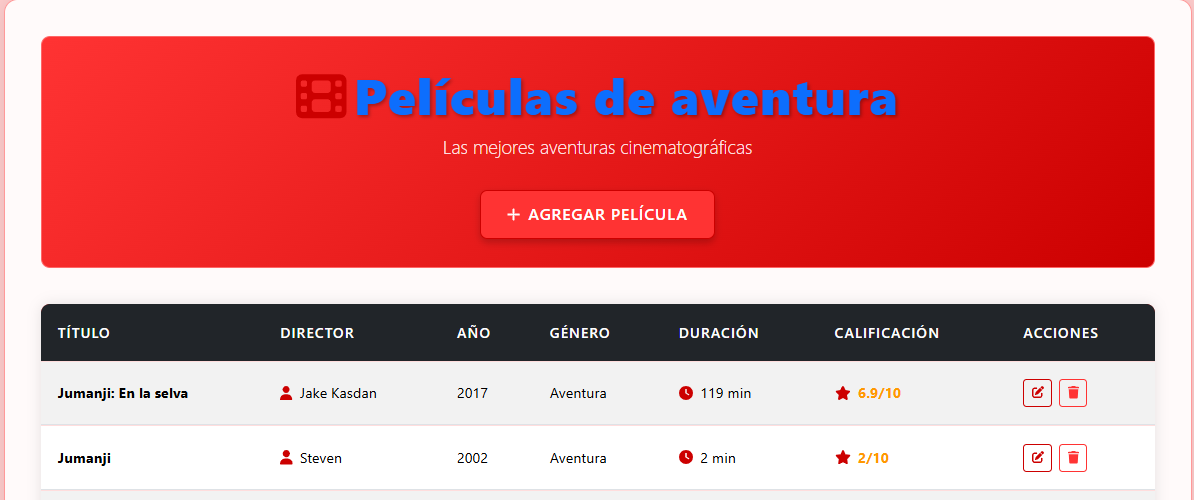 Películas de aventura
Las mejores aventuras cinematográficas
+ AGREGAR PELÍCULA
TÍTULO DIRECTOR AÑO GÉNERO DURACIÓN CALIFICACIÓN ACCIONES
Jumanji: En la selva Jake Kasdan 2017 Aventura 119 min 6.9/10
Jumanji Steven 2002 Aventura 2 min 2/10